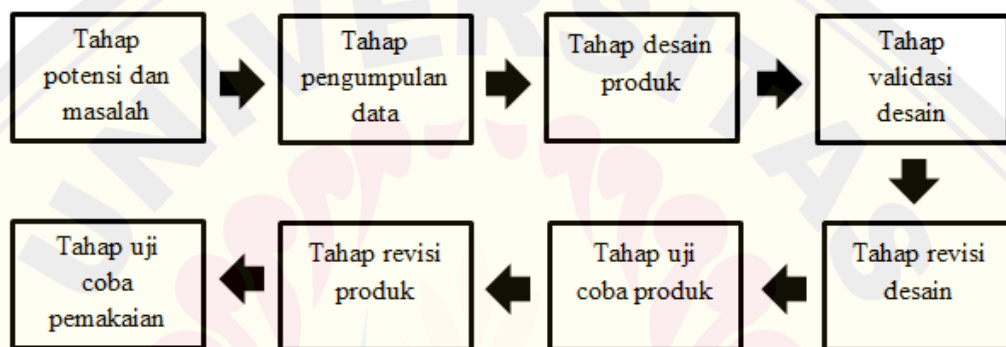 Tahap
potensi dan
masalah
Tahap
pengumpulan
data
Tahap desain
produk
Tahap
validasi
desain
Tahap revisi
desain
Tahap uji
coba produk
Tahap revisi
produk
Tahap uji
coba
pemakaian
UNIVERSITAS